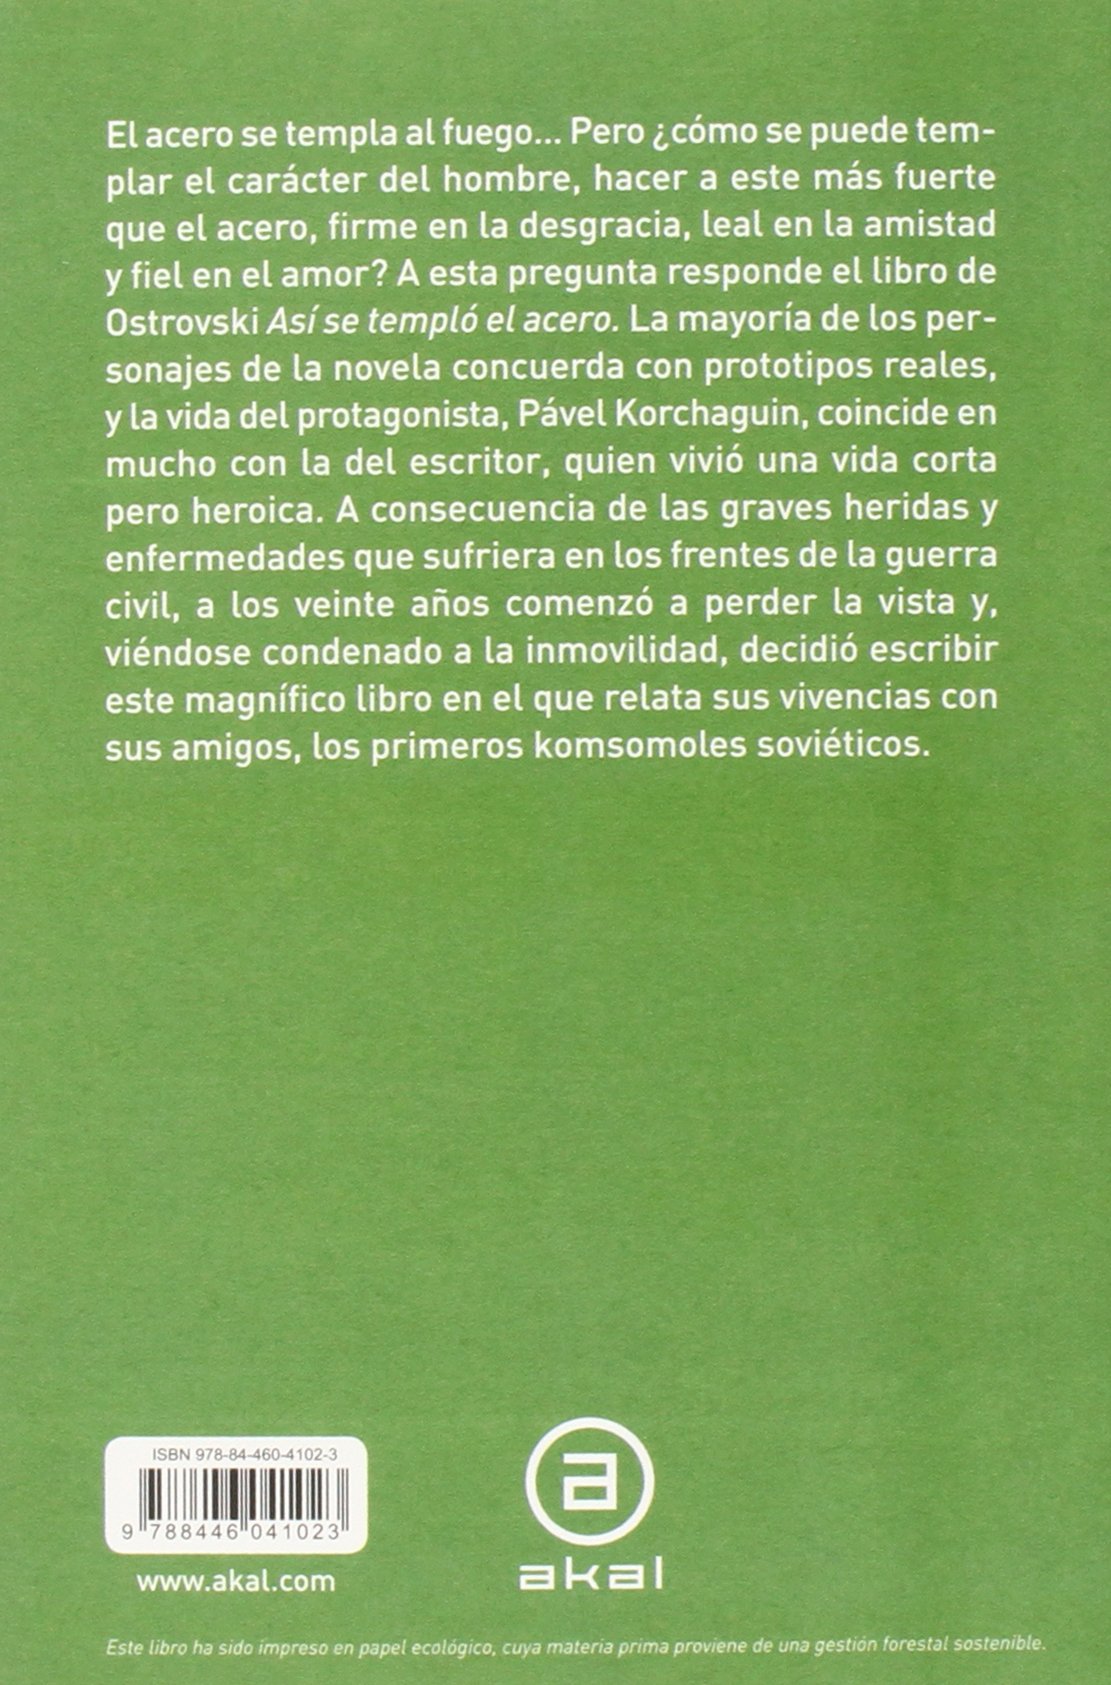 El acero se templa al fuego... Pero ¿cómo se puede tem-
plar el carácter del hombre, hacer a este más fuerte
que el acero, firme en la desgracia, leal en la amistad
y fiel en el amor? A esta pregunta responde el libro de
Ostrovski Así se templó el acero. La mayoría de los per-
sonajes de la novela concuerda con prototipos reales,
y la vida del protagonista, Pável Korchaguin, coincide en
mucho con la del escritor, quien vivió una vida corta
pero heroica. A consecuencia de las graves heridas y
enfermedades que sufriera en los frentes de la guerra
civil, a los veinte años comenzó a perder la vista y,
viéndose condenado a la inmovilidad, decidió escribir
este magnífico libro en el que relata sus vivencias con
sus amigos, los primeros komsomoles soviéticos.
ISBN 978-84-460-4102-3
9 788446 041023
www.akal.com
a
akal
Este libro ha sido impreso en papel ecológico, cuya materia prima proviene de una gestión forestal sostenible.